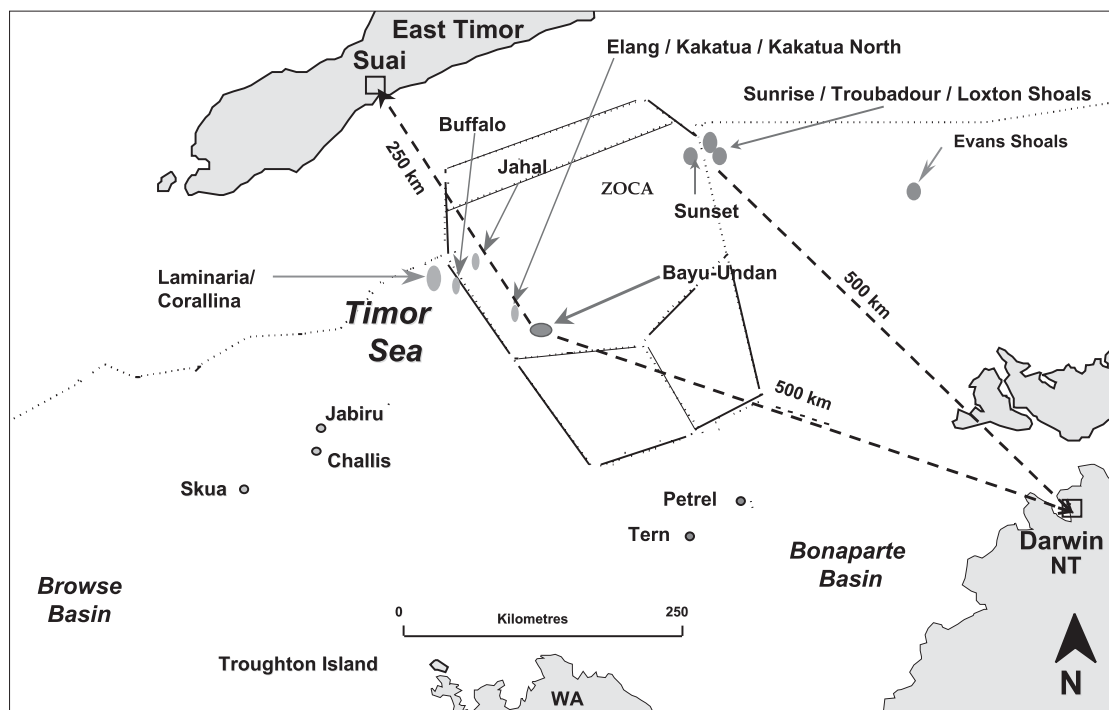 East Timor
Suai
Elang / Kakatua / Kakatua North
Sunrise / Troubadour / Loxton Shoals
Buffalo
Evans Shoals
250 km
Jahal
ZOCA
Sunset
Laminaria/
Corallina
Bayu-Undan
Timor
Sea
500 km
500 km
Jabiru
Challis
Skua
Petrel
Tern
Darwin
NT
Bonaparte
Basin
Browse
Basin
0
250
Kilometres
Troughton Island
WA
N